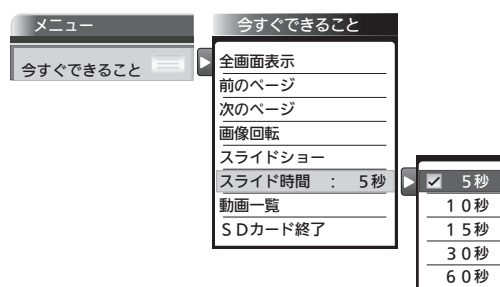 メニュー
今すぐできること
今すぐできること
全画面表示
前のページ
次のページ
画像回転
スライドショー
スライド時間 : 5秒
動画一覧
SDカード終了
5秒
10秒
15秒
30秒
60秒